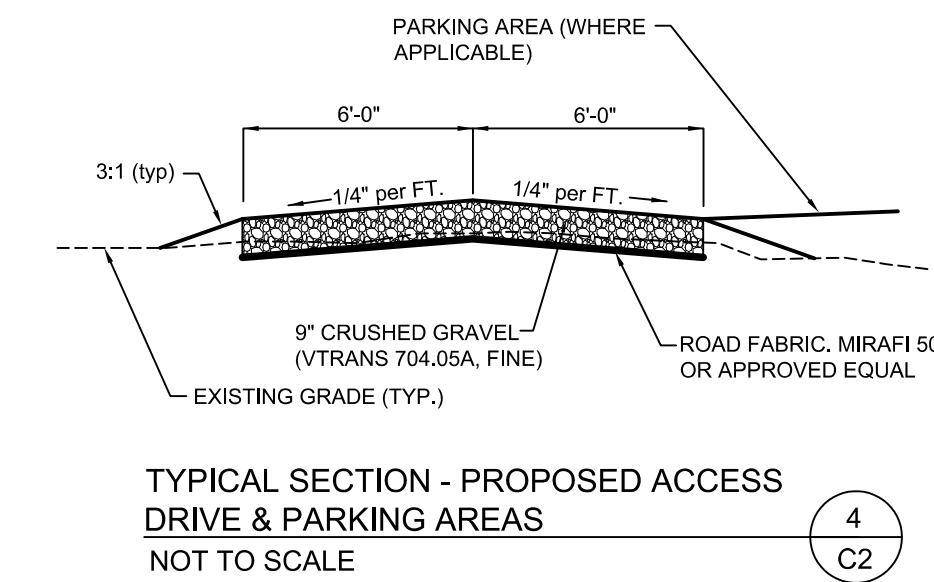 PARKING AREA (WHERE
APPLICABLE)
6'-0"
6'-0"
3:1 (typ)
1/4" per FT.
1/4" per FT.
9" CRUSHED GRAVEL
(VTRANS 704.05A, FINE)
ROAD FABRIC. MIRAFI
OR APPROVED EQUAL
EXISTING GRADE (TYP.)
TYPICAL SECTION - PROPOSED ACCESS
DRIVE & PARKING AREAS
NOT TO SCALE
4
C2